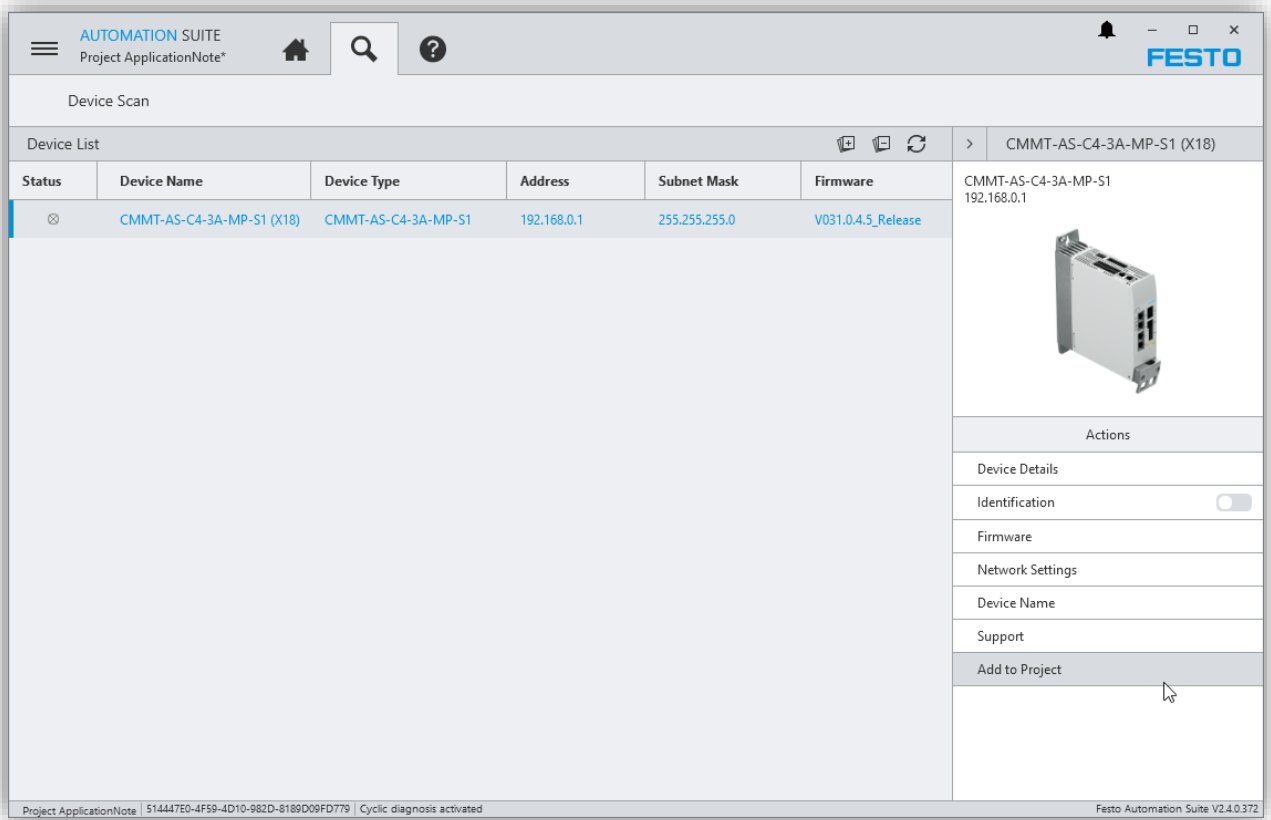 AUTOMATION SUITE
Project ApplicationNote*
?
FESTO
Device Scan
Device List
CMMT-AS-C4-3A-MP-S1 (X18)
Status Device Name Device Type Address Subnet Mask Firmware
CMMT-AS-C4-3A-MP-S1 (X18) CMMT-AS-C4-3A-MP-S1 192.168.0.1 255.255.255.0 V031.0.4.5_Release
CMMT-AS-C4-3A-MP-S1
192.168.0.1
Actions
Device Details
Identification
Firmware
Network Settings
Device Name
Support
Add to Project
Project ApplicationNote 514447E0-4F59-4D10-982D-8189D09FD779 Cyclic diagnosis activated Festo Automation Suite V2.4.0.372